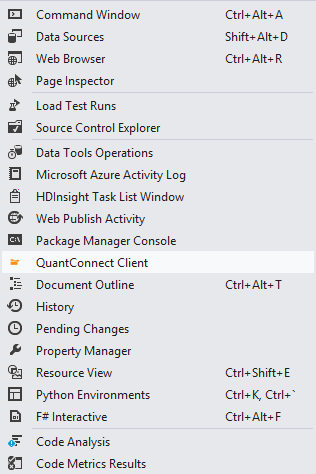 Command Window Ctrl+Alt+A
Data Sources Shift+Alt+D
Web Browser Ctrl+Alt+R
Page Inspector
Load Test Runs
Source Control Explorer
Data Tools Operations
Microsoft Azure Activity Log
HDInsight Task List Window
Web Publish Activity
Package Manager Console
QuantConnect Client
Document Outline Ctrl+Alt+T
History
Pending Changes
Property Manager
Resource View Ctrl+Shift+E
Python Environments Ctrl+K, Ctrl+`
F# Interactive Ctrl+Alt+F
Code Analysis
Code Metrics Results